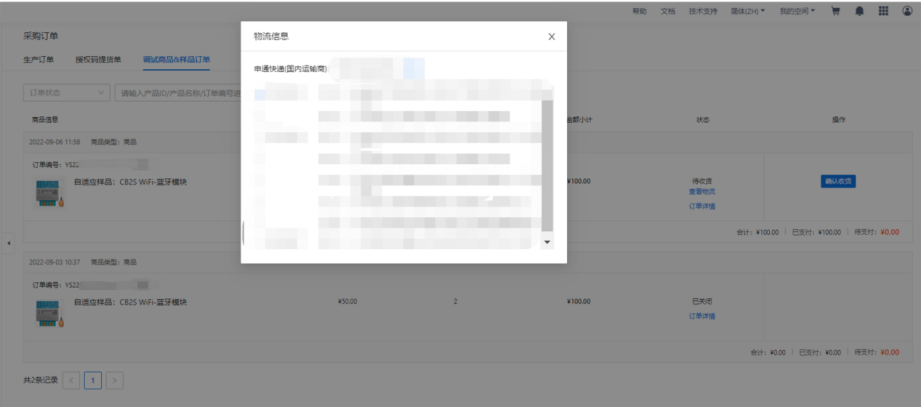 帮助 文档 技术支持 简体(ZH) 我的空间
采购订单
生产订单 授权码提货单 调试商品&样品订单
物流信息 X
申通快递(国内运输商)
订单状态 请输入产品ID/产品名称/订单编号进
商品信息 金额小计 状态 操作
2022-09-06 11:58 商品类型: 商品
订单编号: YS22
自适应样品: CB2S WiFi-蓝牙模块 ¥100.00 待收货 确认收货
查看物流
订单详情
合计: ¥100.00 | 已支付: ¥100.00 | 待支付: ¥0.00
2022-09-03 10:37 商品类型: 商品
订单编号: YS22
自适应样品: CB2S WiFi-蓝牙模块 ¥50.00 2 ¥100.00 已关闭
订单详情
合计: ¥0.00 | 已支付: ¥0.00 | 待支付: ¥0.00
共2条记录 < 1 >